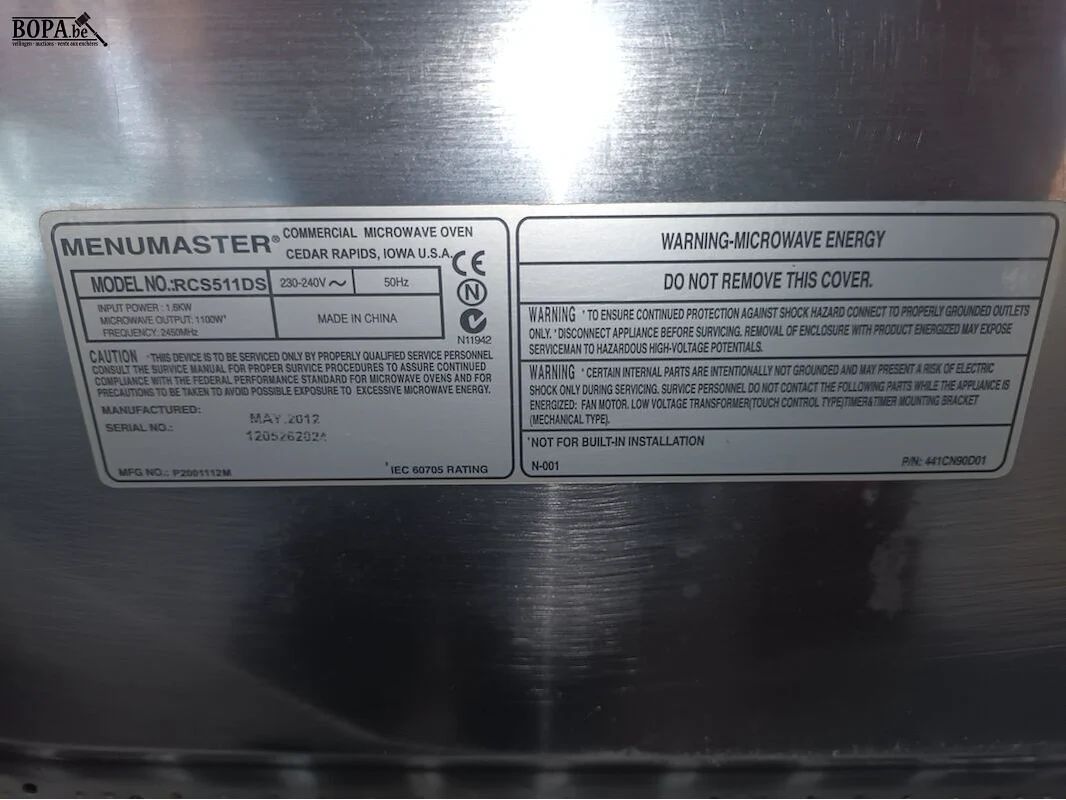 BOPA.be
veilingen - auctions - vente aux enchères
MENUMASTER®
COMMERCIAL MICROWAVE OVEN
CEDAR RAPIDS, IOWA U.S.A.
CE
N
N11942
MODEL NO.:RCS511DS
230-240V ~
50Hz
INPUT POWER : 1.6KW
MICROWAVE OUTPUT: 1100W*
FREQUENCY: 2450MHz
MADE IN CHINA
CAUTION *THIS DEVICE IS TO BE SERVICED ONLY BY PROPERLY QUALIFIED SERVICE PERSONNEL
CONSULT THE SURVICE MANUAL FOR PROPER SURVICE PROCEDURES TO ASSURE CONTINUED
COMPLIANCE WITH THE FEDERAL PERFORMANCE STANDARD FOR MICROWAVE OVENS AND FOR
PRECAUTIONS TO BE TAKEN TO AVOID POSSIBLE EXPOSURE TO EXCESSIVE MICROWAVE ENERGY.
MANUFACTURED: MAY.2012
SERIAL NO.: 1205262024
MFG NO.: P2001112M
*IEC 60705 RATING
WARNING-MICROWAVE ENERGY
DO NOT REMOVE THIS COVER.
WARNING *TO ENSURE CONTINUED PROTECTION AGAINST SHOCK HAZARD CONNECT TO PROPERLY GROUNDED OUTLETS
ONLY. *DISCONNECT APPLIANCE BEFORE SURVICING. REMOVAL OF ENCLOSURE WITH PRODUCT ENERGIZED MAY EXPOSE
SERVICEMAN TO HAZARDOUS HIGH-VOLTAGE POTENTIALS.
WARNING *CERTAIN INTERNAL PARTS ARE INTENTIONALLY NOT GROUNDED AND MAY PRESENT A RISK OF ELECTRIC
SHOCK ONLY DURING SERVICING. SURVICE PERSONNEL DO NOT CONTACT THE FOLLOWING PARTS WHILE THE APPLIANCE IS
ENERGIZED: FAN MOTOR. LOW VOLTAGE TRANSFORMER(TOUCH CONTROL TYPE)TIMER&TIMER MOUNTING BRACKET
(MECHANICAL TYPE).
*NOT FOR BUILT-IN INSTALLATION
N-001
P/N: 441CN90D01